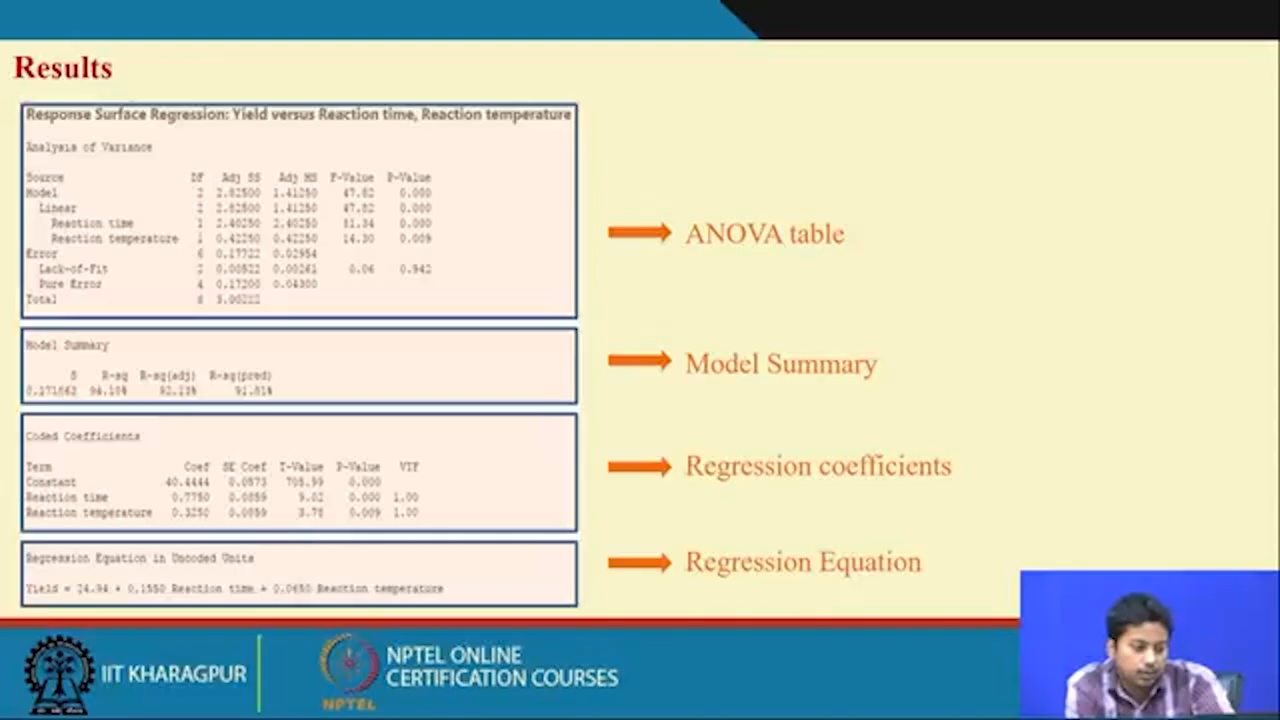 Results
Response Surface Regression: Yield versus Reaction time, Reaction temperature
Analysis of Variance
Source DF Adj SS Adj MS F-Value P-Value
Model 2 2.82500 1.41250 47.82 0.000
Linear 2 2.82500 1.41250 47.82 0.000
Reaction time 1 2.40250 2.40250 81.34 0.000
Reaction temperature 1 0.42250 0.42250 14.30 0.009
Error 6 0.17722 0.02954
Lack-of-Fit 2 0.00522 0.00261 0.06 0.942
Pure Error 4 0.17200 0.04300
Total 8 3.00222
ANOVA table
Model Summary
S R-sq R-sq(adj) R-sq(pred)
94.10% 92.13% 91.81%
Model Summary
Coded Coefficients
Term Coef SE Coef T-Value P-Value VIF
Constant 40.4444 0.0573 705.99 0.000
Reaction time 0.7750 0.0859 9.02 0.000 1.00
Reaction temperature 0.3250 0.0859 3.78 0.009 1.00
Regression coefficients
Regression Equation in Uncoded Units
Yield = 24.94 + 0.1550 Reaction time + 0.0650 Reaction temperature
Regression Equation
IIT KHARAGPUR
NPTEL
NPTEL ONLINE
CERTIFICATION COURSES